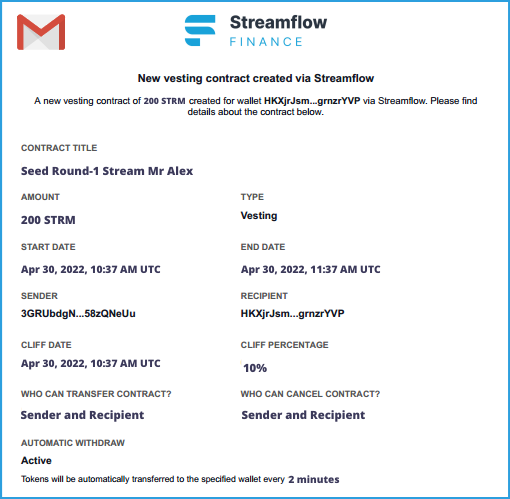 Streamflow
FINANCE
New vesting contract created via Streamflow
A new vesting contract of 200 STRM created for wallet HKXjrJsm...grnzrYVP via Streamflow. Please find
details about the contract below.
CONTRACT TITLE
Seed Round-1 Stream Mr Alex
AMOUNT
200 STRM
TYPE
Vesting
START DATE
Apr 30, 2022, 10:37 AM UTC
END DATE
Apr 30, 2022, 11:37 AM UTC
SENDER
3GRUbdgN...58zQNeUu
RECIPIENT
HKXjrJsm...grnzrYVP
CLIFF DATE
Apr 30, 2022, 10:37 AM UTC
CLIFF PERCENTAGE
10%
WHO CAN TRANSFER CONTRACT?
Sender and Recipient
WHO CAN CANCEL CONTRACT?
Sender and Recipient
AUTOMATIC WITHDRAW
Active
Tokens will be automatically transferred to the specified wallet every 2 minutes